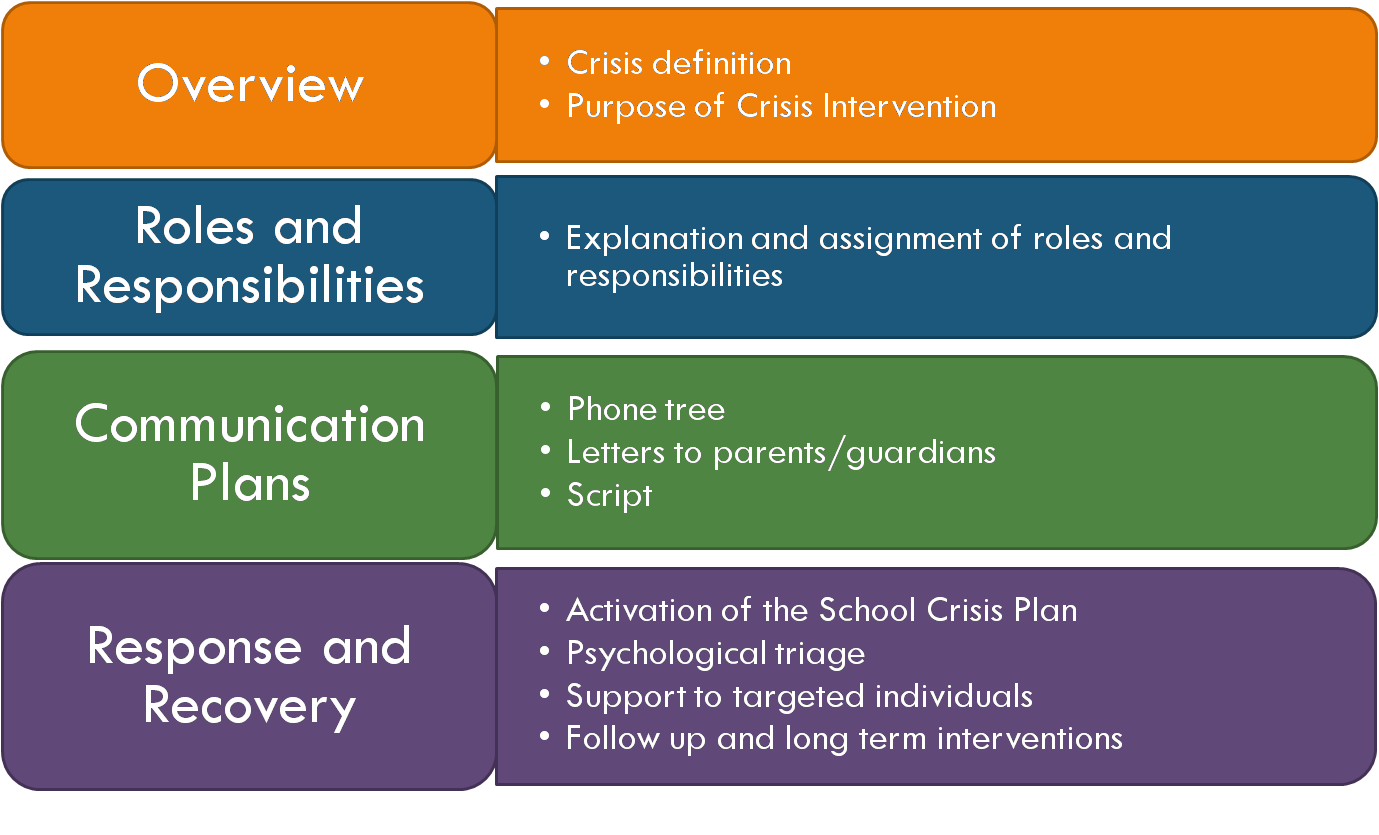 Overview
• Crisis definition
• Purpose of Crisis Intervention
Roles and
Responsibilities
• Explanation and assignment of roles and
responsibilities
Communication
Plans
• Phone tree
• Letters to parents/guardians
• Script
Response and
Recovery
• Activation of the School Crisis Plan
• Psychological triage
• Support to targeted individuals
• Follow up and long term interventions